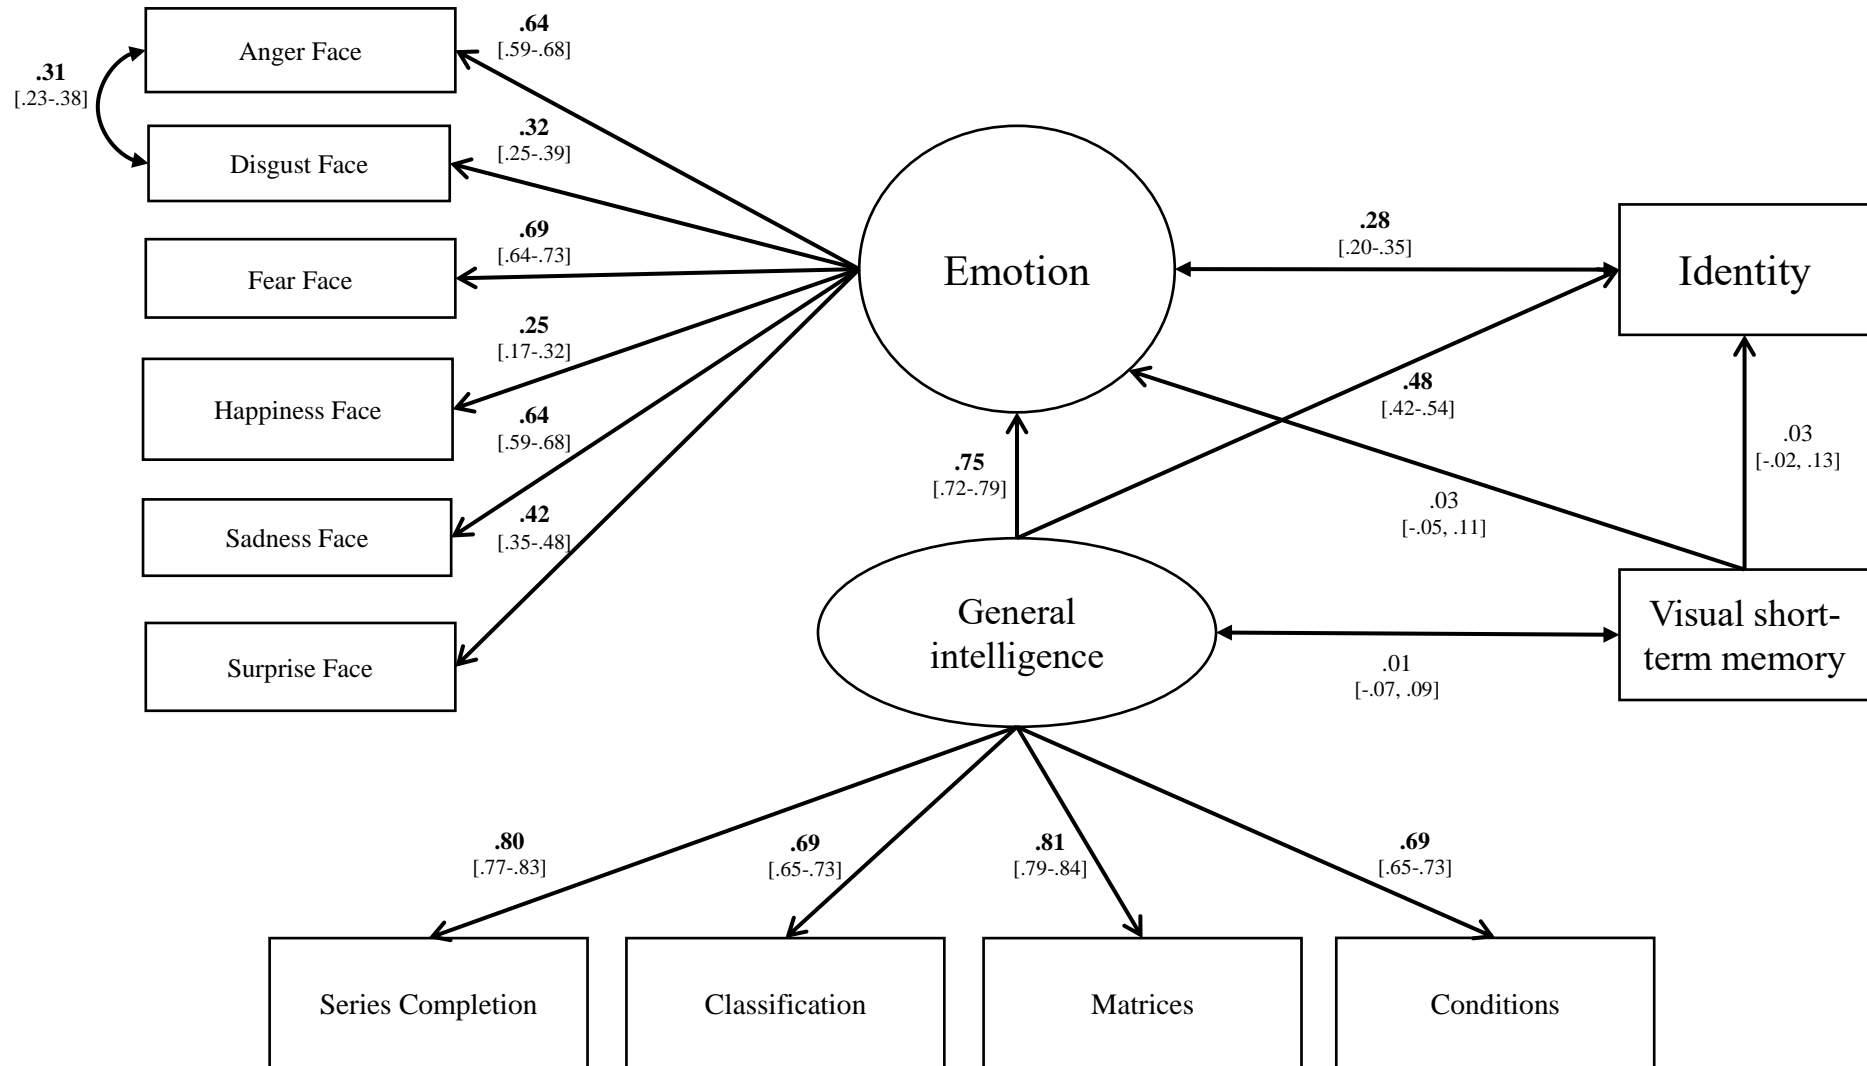 .64
[.59-.68]
Anger Face
.31
[.23-.38]
.32
[.25-.39]
Disgust Face
.69
[.64-.73]
Fear Face
.25
[.17-.32]
Happiness Face
.64
[.59-.68]
Sadness Face
.42
[.35-.48]
Surprise Face
Emotion
.28
[.20-.35]
Identity
.48
[.42-.54]
.75
[.72-.79]
.03
[-.05, .11]
.03
[-.02, .13]
General
intelligence
.01
[-.07, .09]
Visual short-
term memory
.80
[.77-.83]
.69
[.65-.73]
.81
[.79-.84]
.69
[.65-.73]
Series Completion
Classification
Matrices
Conditions